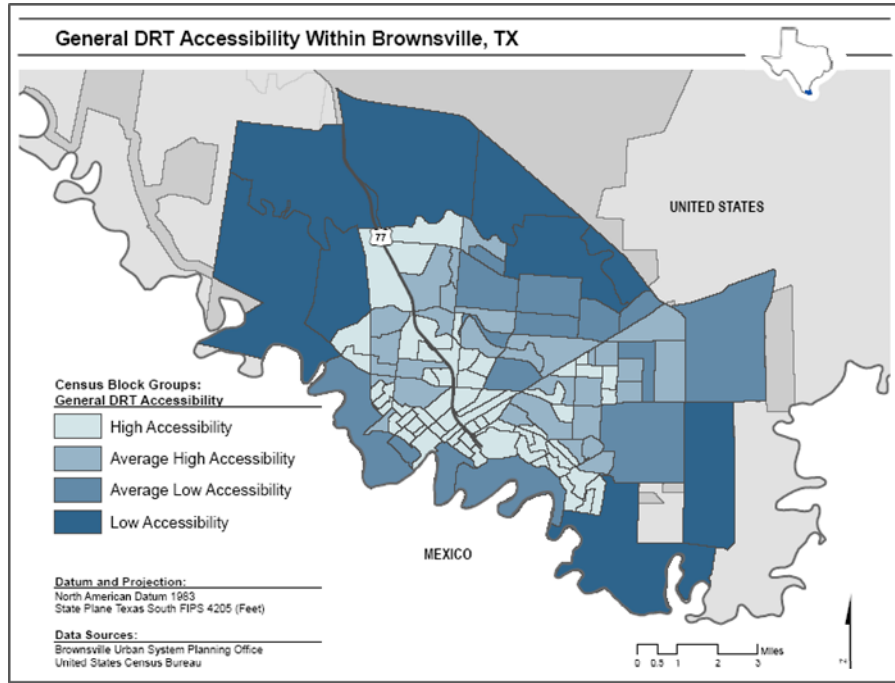 General DRT Accessibility Within Brownsville, TX
UNITED STATES
77
Census Block Groups:
General DRT Accessibility
High Accessibility
Average High Accessibility
Average Low Accessibility
Low Accessibility
MEXICO
Datum and Projection:
North American Datum 1983
State Plane Texas South FIPS 4205 (Feet)
Data Sources:
Brownsville Urban System Planning Office
United States Census Bureau
Miles
0 0.5 1 2 3
N